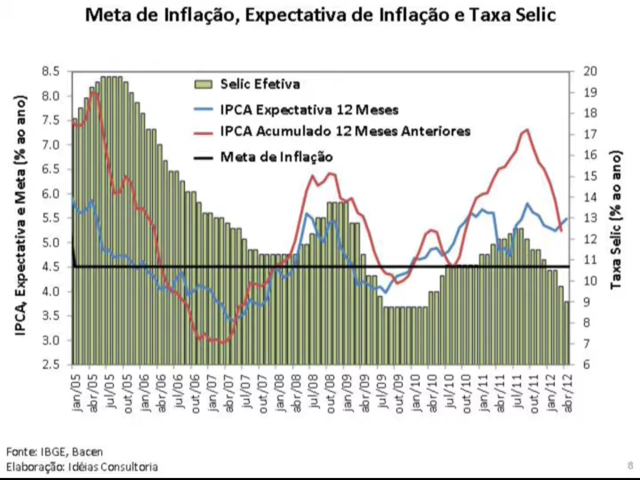 Meta de Inflação, Expectativa de Inflação e Taxa Selic
IPCA, Expectativa e Meta (% ao ano)
8.5
8.0
7.5
7.0
6.5
6.0
5.5
5.0
4.5
4.0
3.5
3.0
2.5
Selic Efetiva
IPCA Expectativa 12 Meses
IPCA Acumulado 12 Meses Anteriores
Meta de Inflação
20
19
18
17
16
15
14
13
12
11
10
9
8
7
6
Taxa Selic (% ao ano)
jan/05
abr/05
jul/05
out/05
jan/06
abr/06
jul/06
out/06
jan/07
abr/07
jul/07
out/07
jan/08
abr/08
jul/08
out/08
jan/09
abr/09
jul/09
out/09
jan/10
abr/10
jul/10
out/10
jan/11
abr/11
jul/11
out/11
jan/12
abr/12
Fonte: IBGE, Bacen
Elaboração: Idéias Consultoria
8